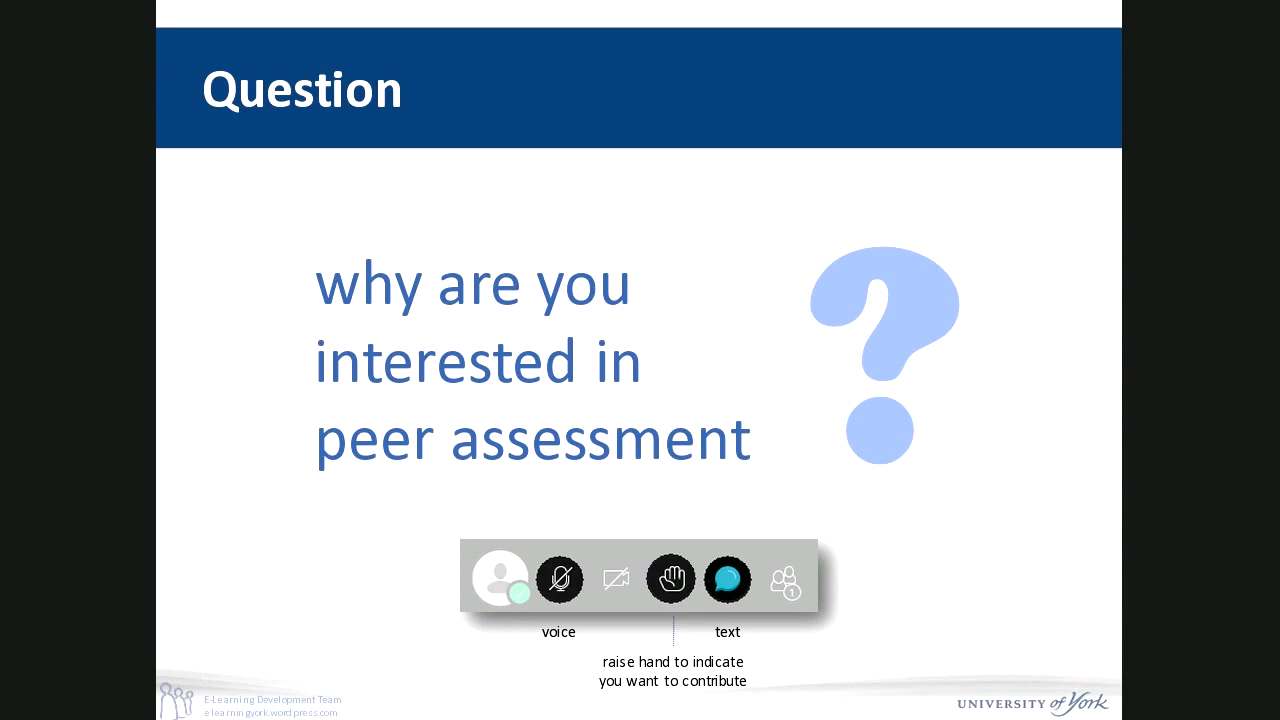 Question
why are you
interested in
peer assessment
?
1
voice
text
raise hand to indicate
you want to contribute
E-Learning Development Team
elearningyork.wordpress.com
UNIVERSITY of York